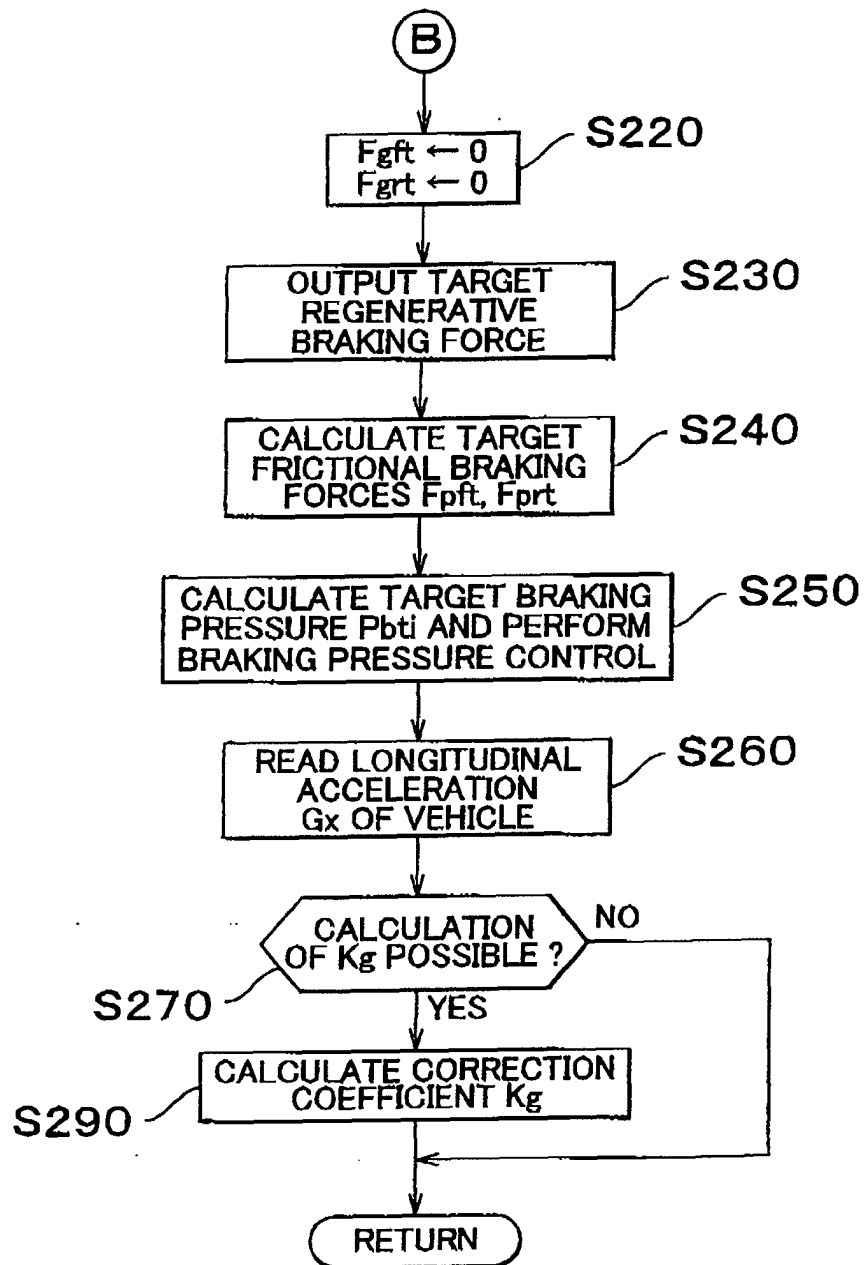 B
Fgft ← 0
Fgrt ← 0
S220
OUTPUT TARGET
REGENERATIVE
BRAKING FORCE
S230
CALCULATE TARGET
FRICTIONAL BRAKING
FORCES Fpft, Fprt
S240
CALCULATE TARGET BRAKING
PRESSURE Pbti AND PERFORM
BRAKING PRESSURE CONTROL
S250
READ LONGITUDINAL
ACCELERATION
Gx OF VEHICLE
S260
CALCULATION
OF Kg POSSIBLE ?
NO
S270
YES
CALCULATE CORRECTION
COEFFICIENT Kg
S290
RETURN